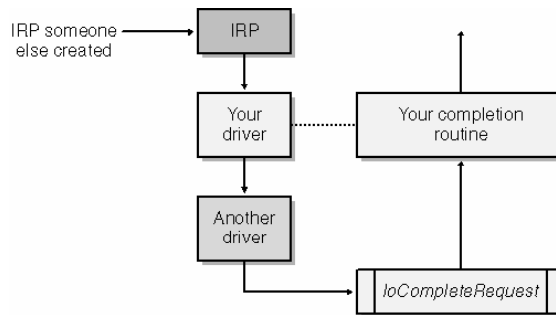 IRP someone
else created
IRP
Your
driver
Your completion
routine
Another
driver
IoCompleteRequest